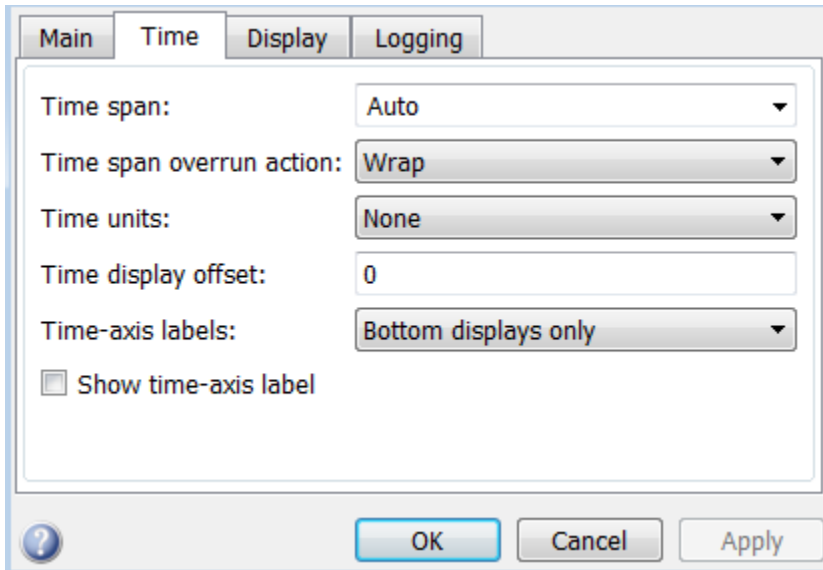 Main Time Display Logging
Time span: Auto
Time span overrun action: Wrap
Time units: None
Time display offset: 0
Time-axis labels: Bottom displays only
Show time-axis label
? OK Cancel Apply